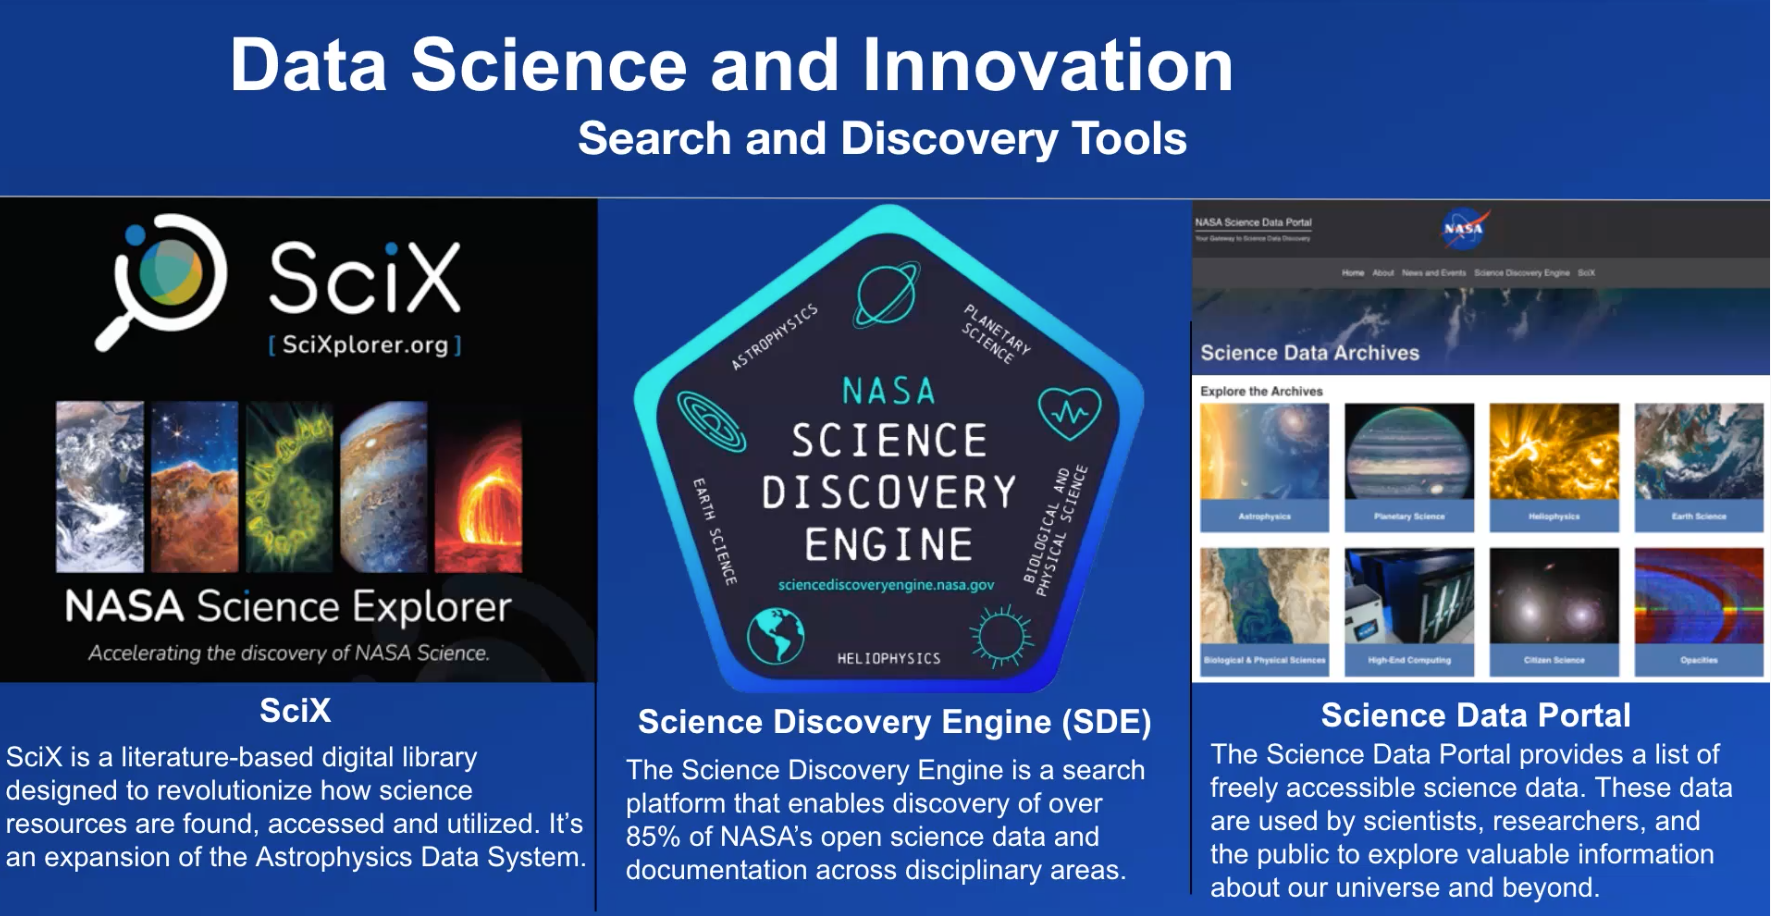 Data Science and Innovation
Search and Discovery Tools
SciX
[ SciXplorer.org ]
NASA Science Explorer
Accelerating the discovery of NASA Science.
SciX
SciX is a literature-based digital library
designed to revolutionize how science
resources are found, accessed and utilized. It’s
an expansion of the Astrophysics Data System.
ASTROPHYSICS
PLANETARY
SCIENCE
EARTH SCIENCE
BIOLOGICAL AND
PHYSICAL SCIENCE
HELIOPHYSICS
NASA
SCIENCE
DISCOVERY
ENGINE
sciencediscoveryengine.nasa.gov
Science Discovery Engine (SDE)
The Science Discovery Engine is a search
platform that enables discovery of over
85% of NASA’s open science data and
documentation across disciplinary areas.
NASA Science Data Portal
Your Gateway to Science Data Discovery
NASA
Home About News and Events Science Discovery Engine SciX
Science Data Archives
Explore the Archives
Astrophysics
Planetary Science
Heliophysics
Earth Science
Biological & Physical Sciences
High-End Computing
Citizen Science
Opacities
Science Data Portal
The Science Data Portal provides a list of
freely accessible science data. These data
are used by scientists, researchers, and
the public to explore valuable information
about our universe and beyond.